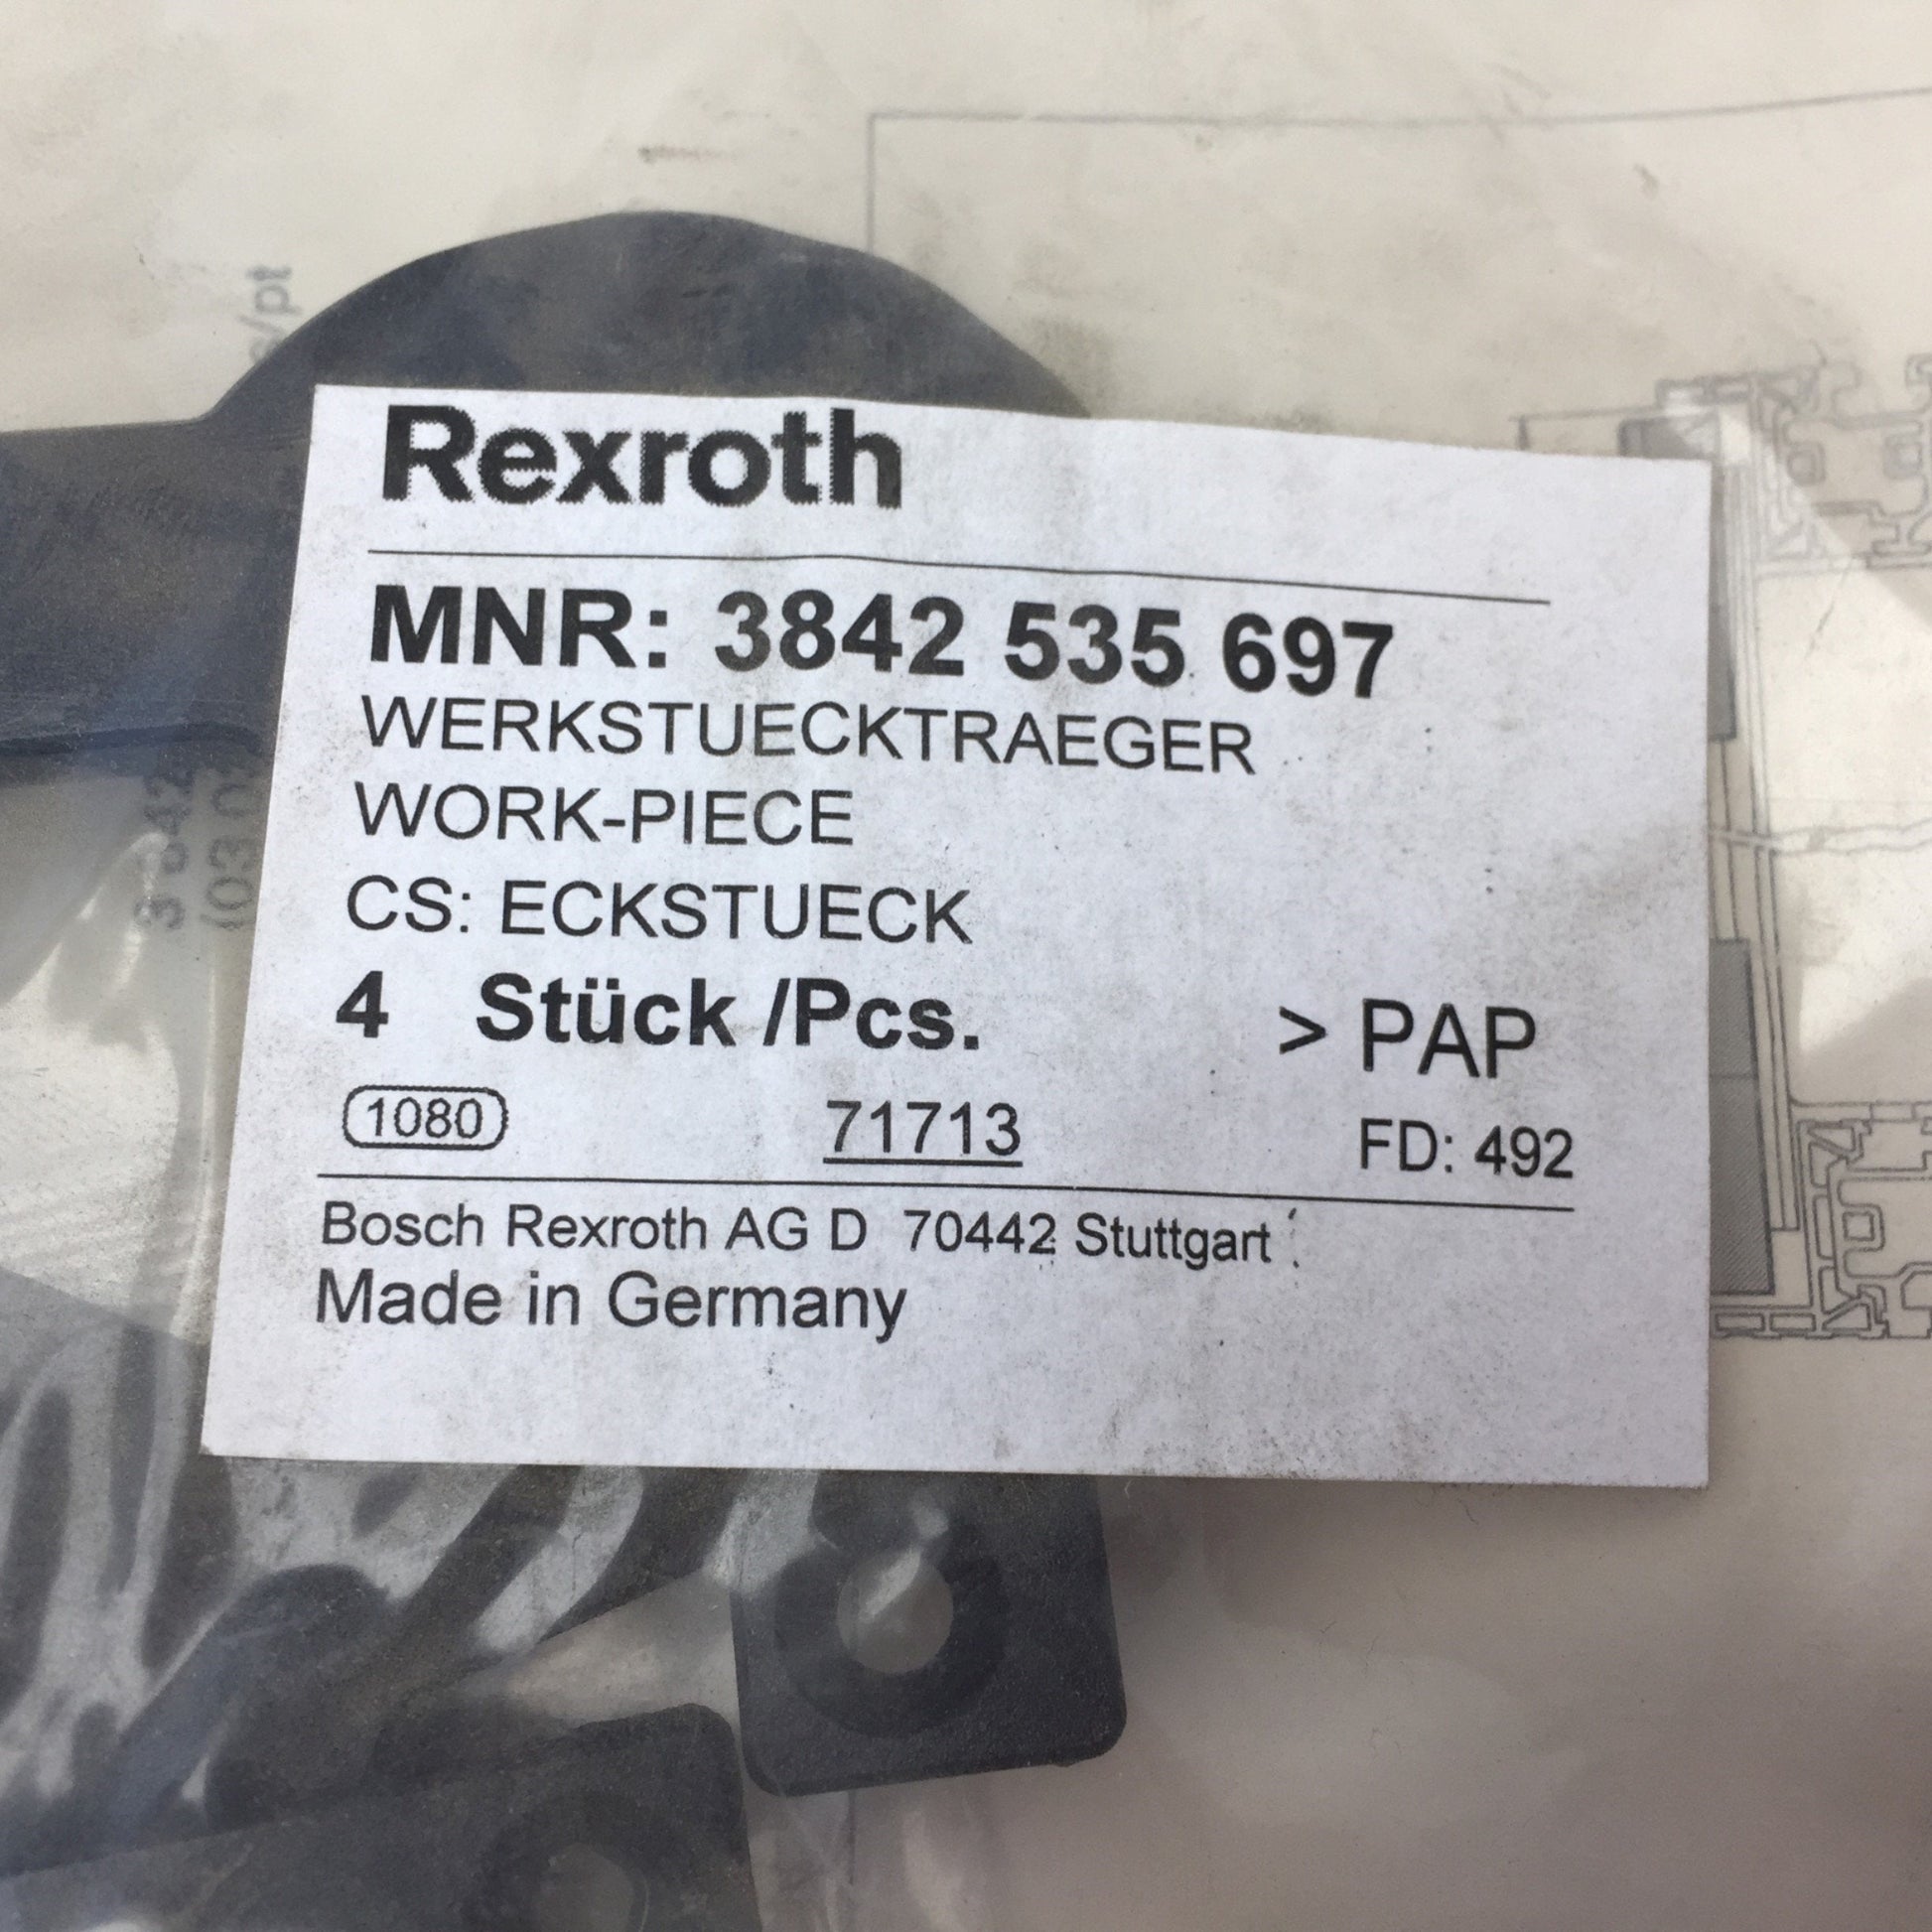 Rexroth
MNR: 3842 535 697
WERKSTUECKTRAEGER
WORK-PIECE
CS: ECKSTUECK
4 Stück /Pcs. > PAP
1080 71713 FD: 492
Bosch Rexroth AG D 70442 Stuttgart
Made in Germany